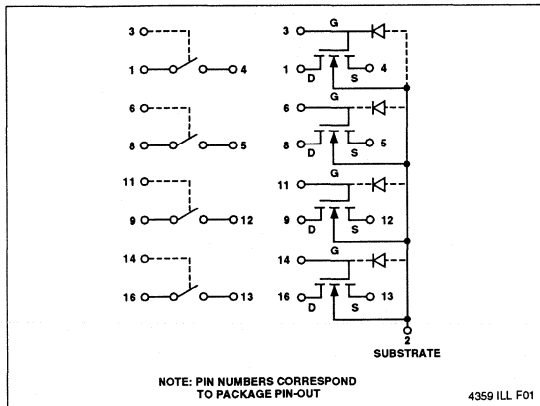 3
1 4
6
8 5
11
9 12
14
16 13
G
3
1 4
D S
G
6
8 5
D S
G
11
9 12
D S
G
14
16 13
D S
2
SUBSTRATE
NOTE: PIN NUMBERS CORRESPOND
TO PACKAGE PIN-OUT
4359 ILL F01